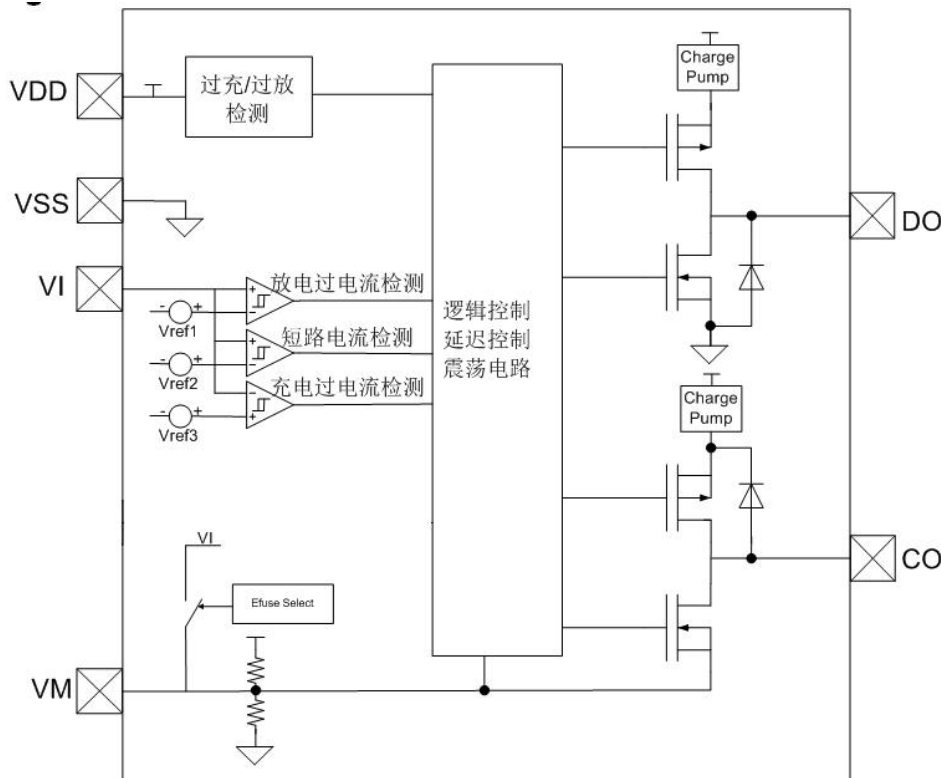 Charge
Pump
VDD
过充/过放
检测
VSS
DO
VI
放电过电流检测
Vref1
短路电流检测
Vref2
充电过电流检测
Vref3
逻辑控制
延迟控制
震荡电路
Charge
Pump
VI
CO
Efuse Select
VM